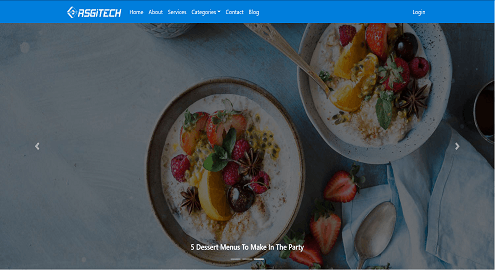 ASGITECH Home About Services Categories Contact Blog Login
5 Dessert Menus To Make In The Party